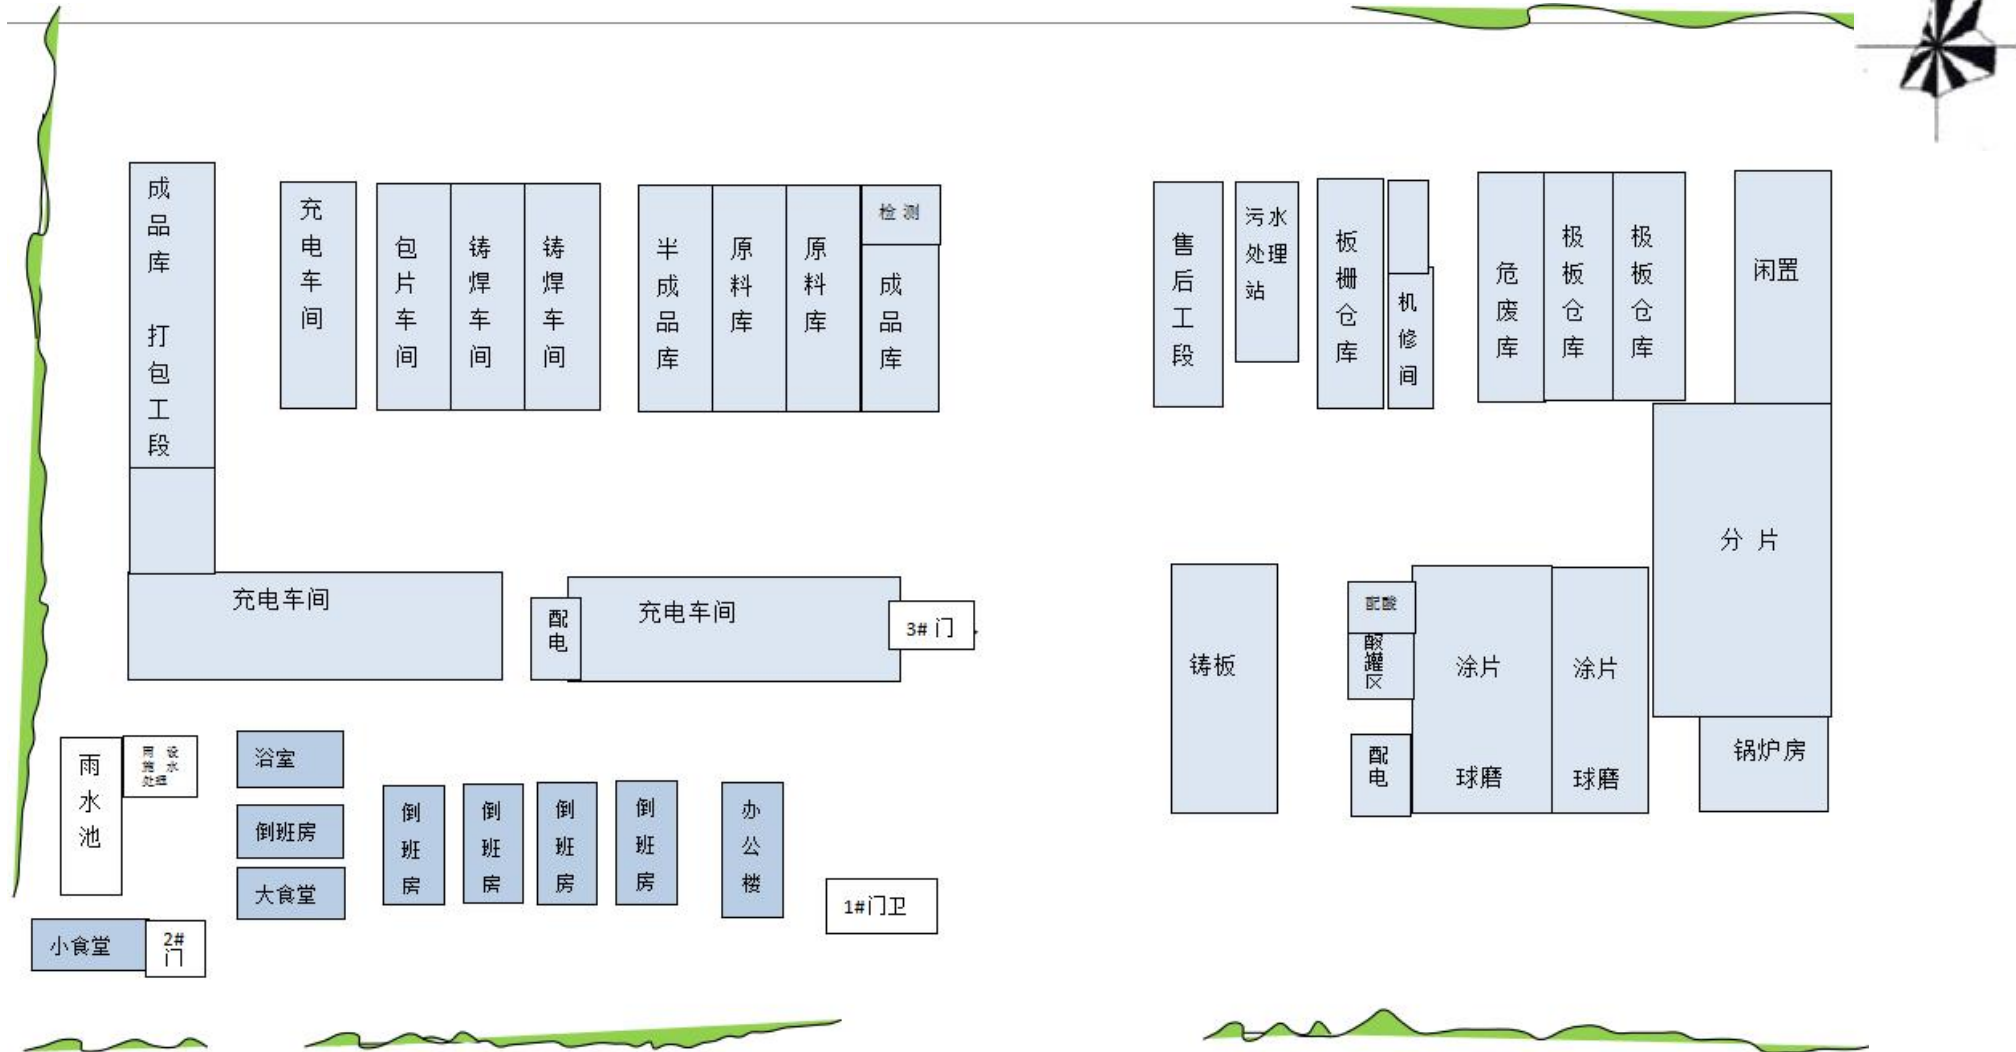 成品库 打包工段
充电车间
包片车间
铸焊车间
铸焊车间
半成品库
原料库
原料库
检测
成品库
售后工段
污水
处理
站
板栅仓库
机修间
危废库
极板仓库
极板仓库
闲置
分片
充电车间
配电
充电车间
3#门
铸板
配酸
酸罐区
涂片
涂片
配电
球磨
球磨
锅炉房
雨水池
雨 设
施 水
处理
浴室
倒班房
大食堂
倒班房
倒班房
倒班房
倒班房
办公楼
1#门卫
小食堂
2#
门